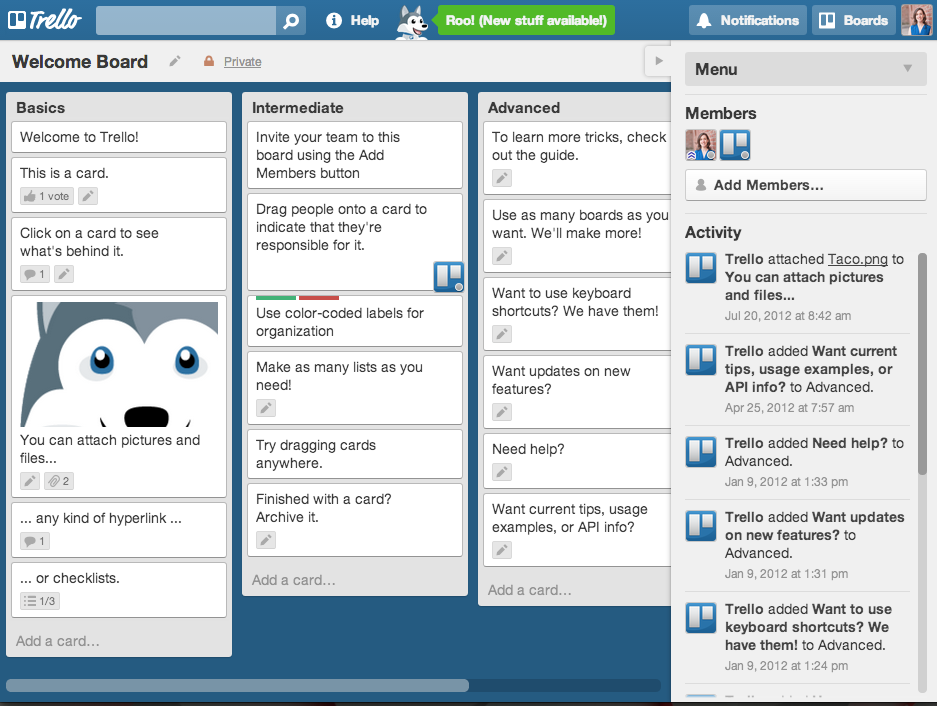 Trello
Help
Roo! (New stuff available!)
Notifications
Boards
Welcome Board
Private
Basics
Welcome to Trello!
This is a card.
1 vote
Click on a card to see
what's behind it.
1
You can attach pictures and
files...
2
... any kind of hyperlink ...
1
... or checklists.
1/3
Add a card…
Intermediate
Invite your team to this
board using the Add
Members button
Drag people onto a card to
indicate that they're
responsible for it.
Use color-coded labels for
organization
Make as many lists as you
need!
Try dragging cards
anywhere.
Finished with a card?
Archive it.
Add a card…
Advanced
To learn more tricks, check
out the guide.
Use as many boards as you
want. We'll make more!
Want to use keyboard
shortcuts? We have them!
Want updates on new
features?
Need help?
Want current tips, usage
examples, or API info?
Add a card…
Menu
Members
Add Members…
Activity
Trello attached Taco.png to
You can attach pictures
and files...
Jul 20, 2012 at 8:42 am
Trello added Want current
tips, usage examples, or
API info? to Advanced.
Apr 25, 2012 at 7:57 am
Trello added Need help? to
Advanced.
Jan 9, 2012 at 1:33 pm
Trello added Want updates
on new features? to
Advanced.
Jan 9, 2012 at 1:31 pm
Trello added Want to use
keyboard shortcuts? We
have them! to Advanced.
Jan 9, 2012 at 1:24 pm